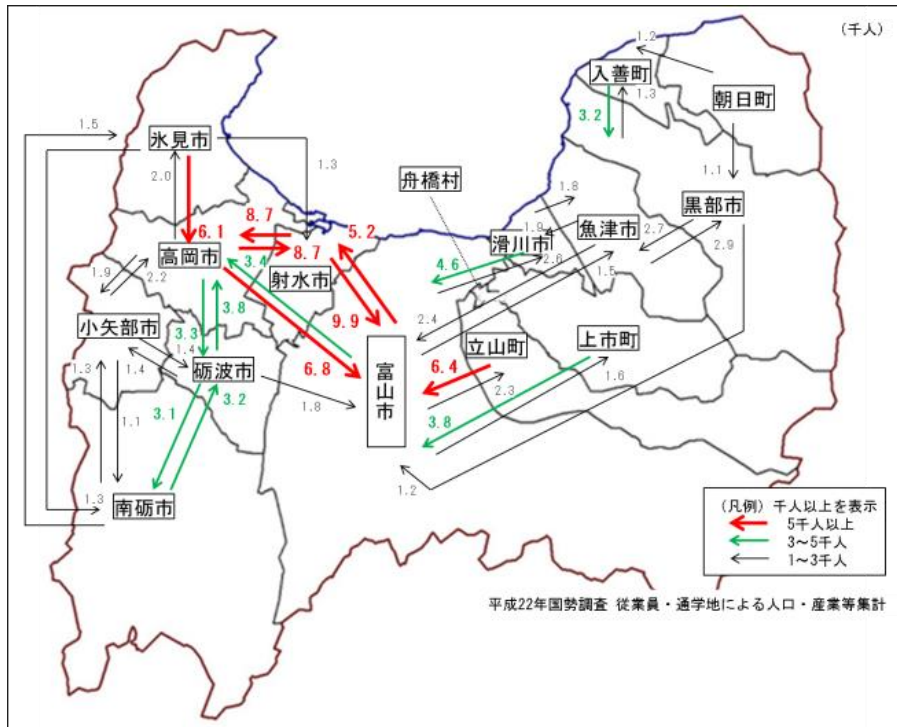 (千人)
1.2
入善町
朝日町
3.2
1.3
1.5
氷見市
1.3
1.1
2.0
舟橋村
1.8
黒部市
6.1
8.7
5.2
1.9
魚津市
2.7
滑川市
2.9
高岡市
8.7
3.4
射水市
4.6
2.6
1.5
1.9
2.2
3.8
9.9
2.4
小矢部市
3.3
立山町
上市町
1.4
富山市
1.3
1.4
砺波市
6.8
6.4
1.6
2.3
3.1
3.2
1.8
3.8
1.1
1.3
南砺市
1.2
(凡例) 千人以上を表示
5千人以上
3～5千人
1～3千人
平成22年国勢調査 従業員・通学地による人口・産業等集計